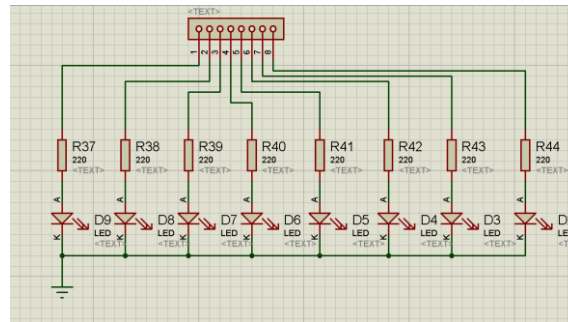 <TEXT>
1 2 3 4 5 6 7 8
R37 R38 R39 R40 R41 R42 R43 R44
220 220 220 220 220 220 220 220
<TEXT> <TEXT> <TEXT> <TEXT> <TEXT> <TEXT> <TEXT> <TEXT>
A A A A A A A A
D9 D8 D7 D6 D5 D4 D3
LED LED LED LED LED LED LED
K K K K K K K K
<TEXT> <TEXT> <TEXT> <TEXT> <TEXT> <TEXT> <TEXT>